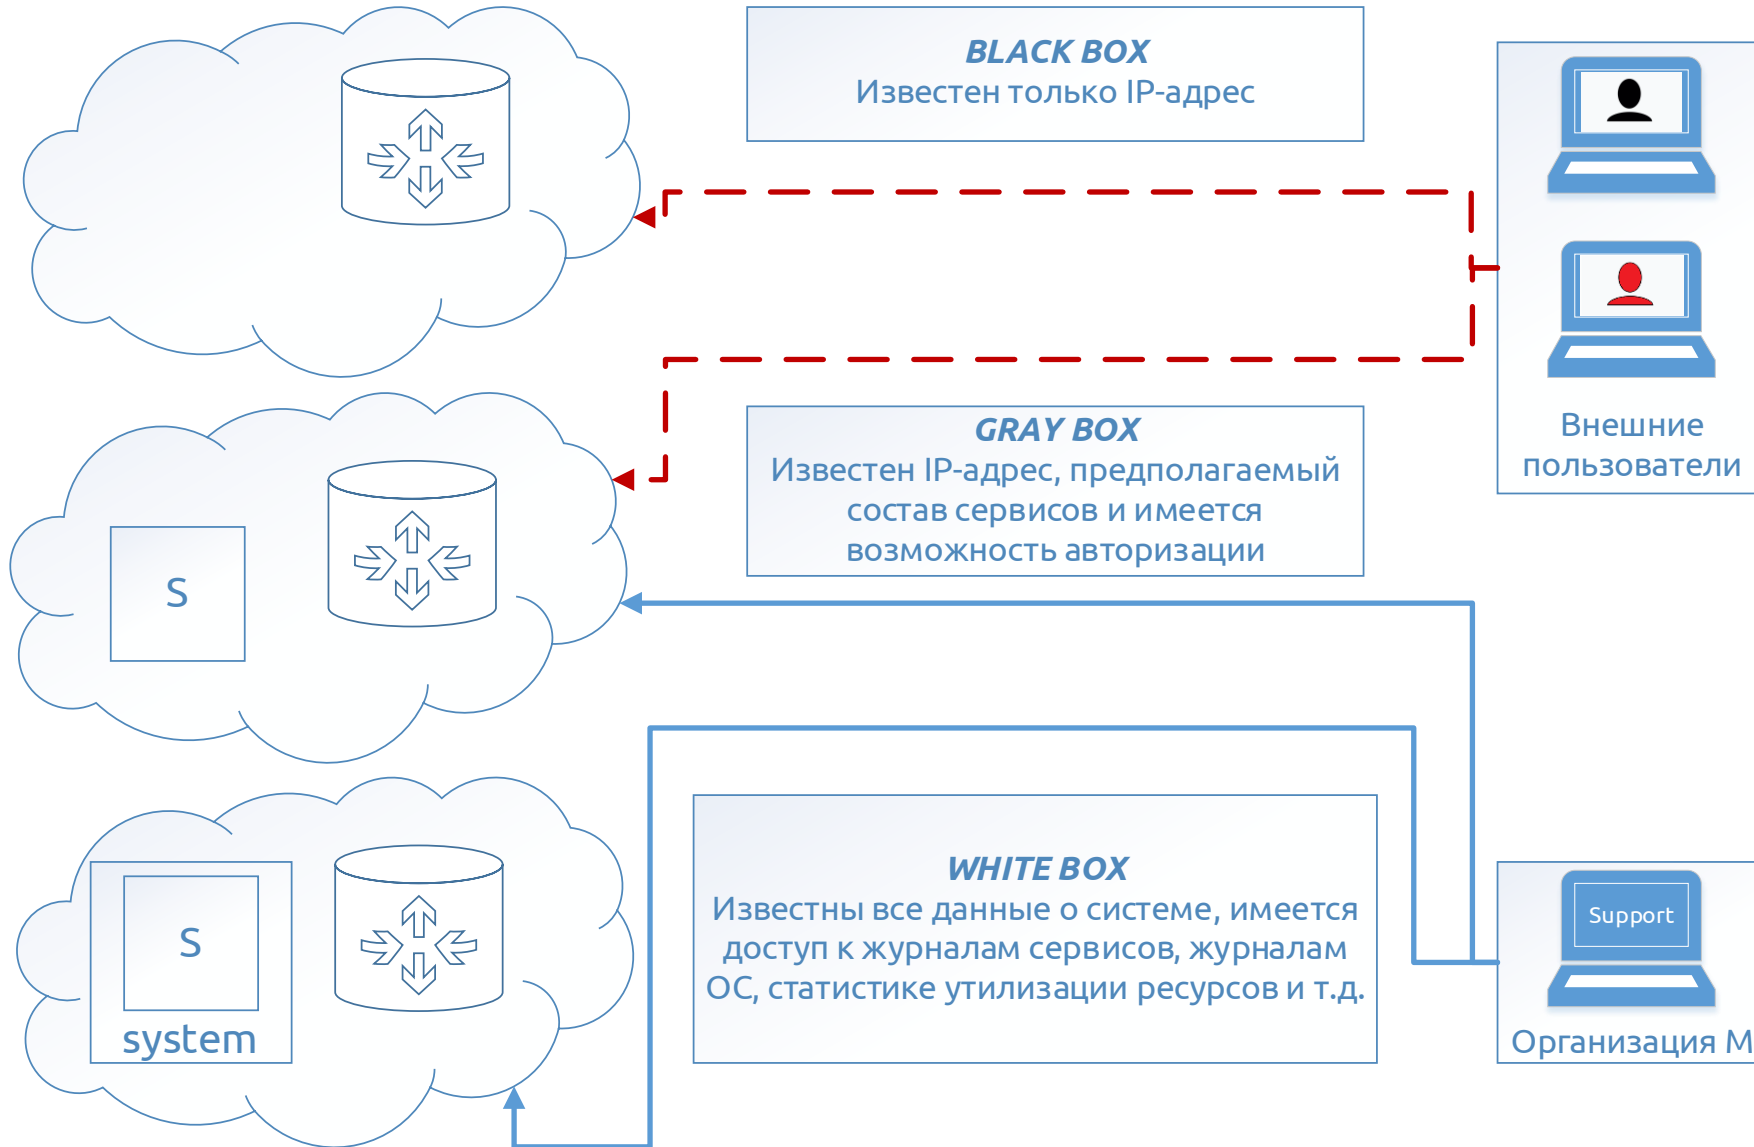 BLACK BOX
Известен только IP-адрес
Внешние
пользователи
GRAY BOX
Известен IP-адрес, предполагаемый
состав сервисов и имеется
возможность авторизации
S
WHITE BOX
Известны все данные о системе, имеется
доступ к журналам сервисов, журналам
ОС, статистике утилизации ресурсов и т.д.
S
system
Support
Организация М